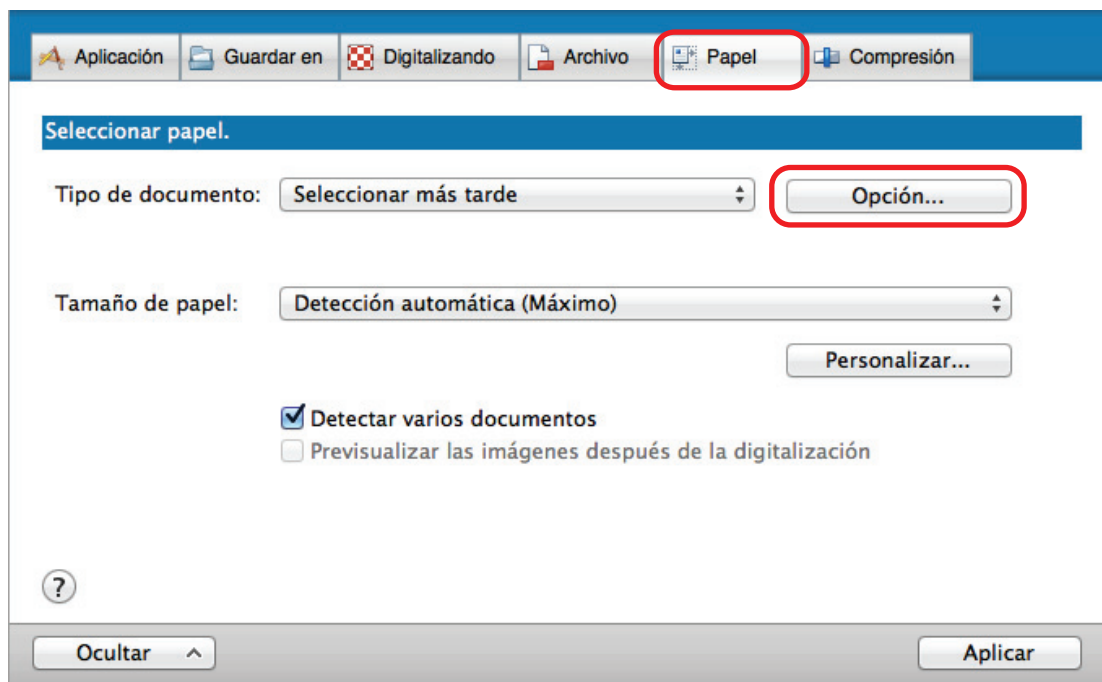 Aplicación Guardar en Digitalizando Archivo Papel Compresión
Seleccionar papel.
Tipo de documento: Seleccionar más tarde Opción...
Tamaño de papel: Detección automática (Máximo)
Personalizar...
Detectar varios documentos
Previsualizar las imágenes después de la digitalización
?
Ocultar Aplicar